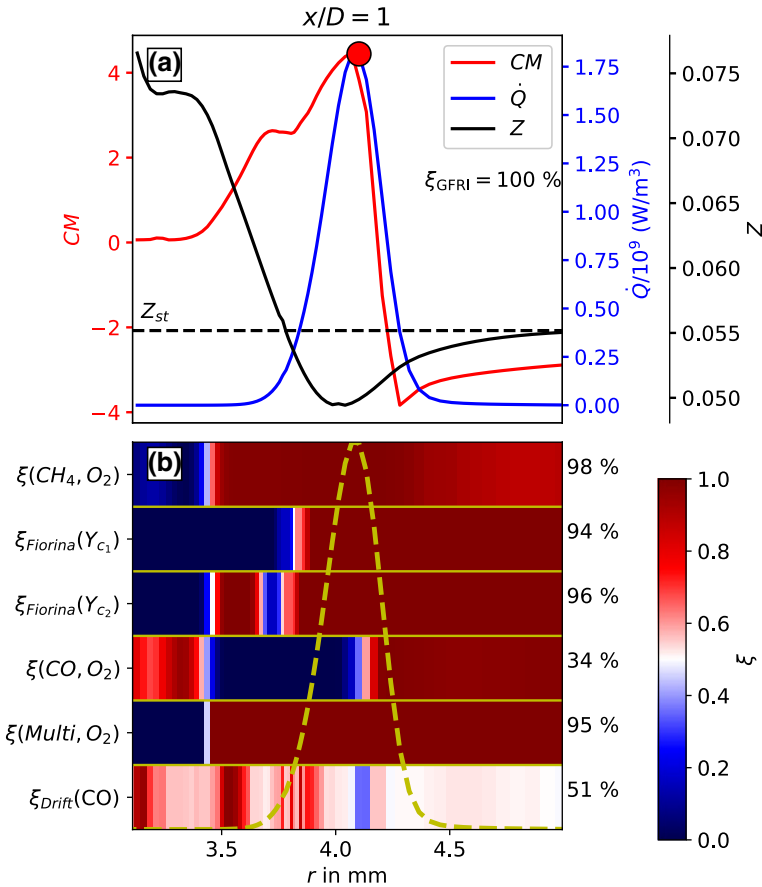 x/D = 1
(a)
CM
Q̇
Z
ξGFRI = 100 %
Zst
4
2
0
−2
−4
CM
1.75
1.50
1.25
1.00
0.75
0.50
0.25
0.00
Q̇/10⁹ (W/m³)
0.075
0.070
0.065
0.060
0.055
0.050
Z
(b)
ξ(CH₄, O₂)
98 %
ξFiorina(Yc₁)
94 %
ξFiorina(Yc₂)
96 %
ξ(CO, O₂)
34 %
ξ(Multi, O₂)
95 %
ξDrift(CO)
51 %
3.5
4.0
4.5
r in mm
1.0
0.8
0.6
0.4
0.2
0.0
ξ